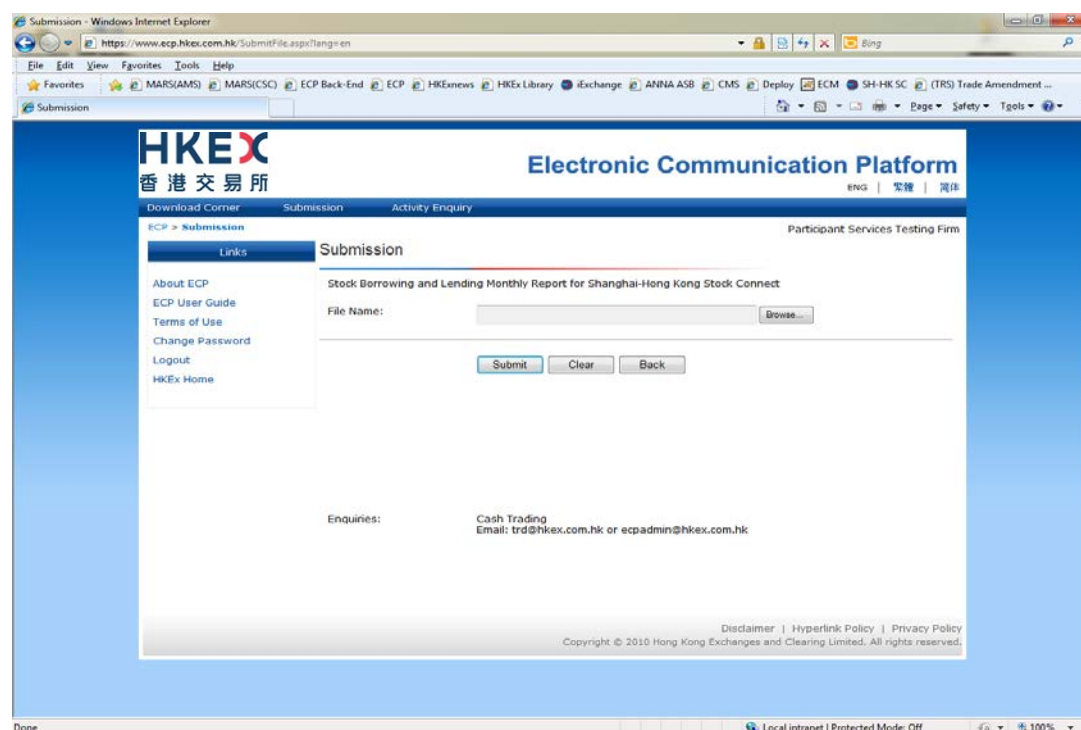 Submission - Windows Internet Explorer
https://www.ecp.hkex.com.hk/SubmitFile.aspx?lang=en
Bing
File Edit View Favorites Tools Help
Favorites MARS(AMS) MARS(CSC) ECP Back-End ECP HKExnews HKEx Library iExchange ANNA ASB CMS Deploy ECM SH-HK SC (TRS) Trade Amendment ...
Submission
Page Safety Tools
HKEX
香港交易所
Electronic Communication Platform
ENG | 繁體 | 简体
Download Corner Submission Activity Enquiry
ECP > Submission
Participant Services Testing Firm
Links
Submission
About ECP
ECP User Guide
Terms of Use
Change Password
Logout
HKEx Home
Stock Borrowing and Lending Monthly Report for Shanghai-Hong Kong Stock Connect
File Name:
Browse...
Submit Clear Back
Enquiries:
Cash Trading
Email: trd@hkex.com.hk or ecpadmin@hkex.com.hk
Disclaimer | Hyperlink Policy | Privacy Policy
Copyright © 2010 Hong Kong Exchanges and Clearing Limited. All rights reserved.
Done
Local intranet | Protected Mode: Off
100%